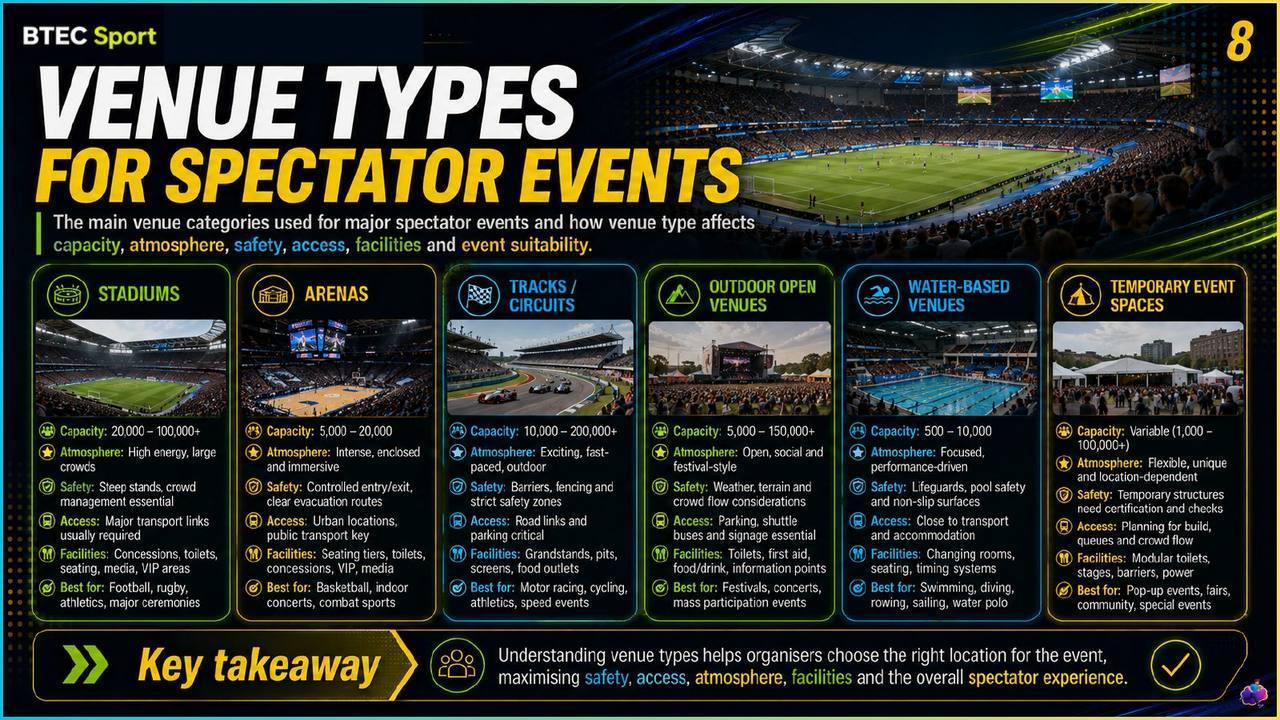 BTEC Sport
8
VENUE TYPES
FOR SPECTATOR EVENTS
The main venue categories used for major spectator events and how venue type affects
capacity, atmosphere, safety, access, facilities and event suitability.
STADIUMS
Capacity: 20,000 – 100,000+
Atmosphere: High energy, large
crowds
Safety: Steep stands, crowd
management essential
Access: Major transport links
usually required
Facilities: Concessions, toilets,
seating, media, VIP areas
Best for: Football, rugby,
athletics, major ceremonies
ARENAS
Capacity: 5,000 – 20,000
Atmosphere: Intense, enclosed
and immersive
Safety: Controlled entry/exit,
clear evacuation routes
Access: Urban locations,
public transport key
Facilities: Seating tiers, toilets,
concessions, VIP, media
Best for: Basketball, indoor
concerts, combat sports
TRACKS /
CIRCUITS
Capacity: 10,000 – 200,000+
Atmosphere: Exciting, fast-
paced, outdoor
Safety: Barriers, fencing and
strict safety zones
Access: Road links and
parking critical
Facilities: Grandstands, pits,
screens, food outlets
Best for: Motor racing, cycling,
athletics, speed events
OUTDOOR OPEN
VENUES
Capacity: 5,000 – 150,000+
Atmosphere: Open, social and
festival-style
Safety: Weather, terrain and
crowd flow considerations
Access: Parking, shuttle
buses and signage essential
Facilities: Toilets, first aid,
food/drink, information points
Best for: Festivals, concerts,
mass participation events
WATER-BASED
VENUES
Capacity: 500 – 10,000
Atmosphere: Focused,
performance-driven
Safety: Lifeguards, pool safety
and non-slip surfaces
Access: Close to transport
and accommodation
Facilities: Changing rooms,
seating, timing systems
Best for: Swimming, diving,
rowing, sailing, water polo
TEMPORARY EVENT
SPACES
Capacity: Variable (1,000 –
100,000+)
Atmosphere: Flexible, unique
and location-dependent
Safety: Temporary structures
need certification and checks
Access: Planning for build,
queues and crowd flow
Facilities: Modular toilets,
stages, barriers, power
Best for: Pop-up events, fairs,
community, special events
Key takeaway
Understanding venue types helps organisers choose the right location for the event,
maximising safety, access, atmosphere, facilities and the overall spectator experience.